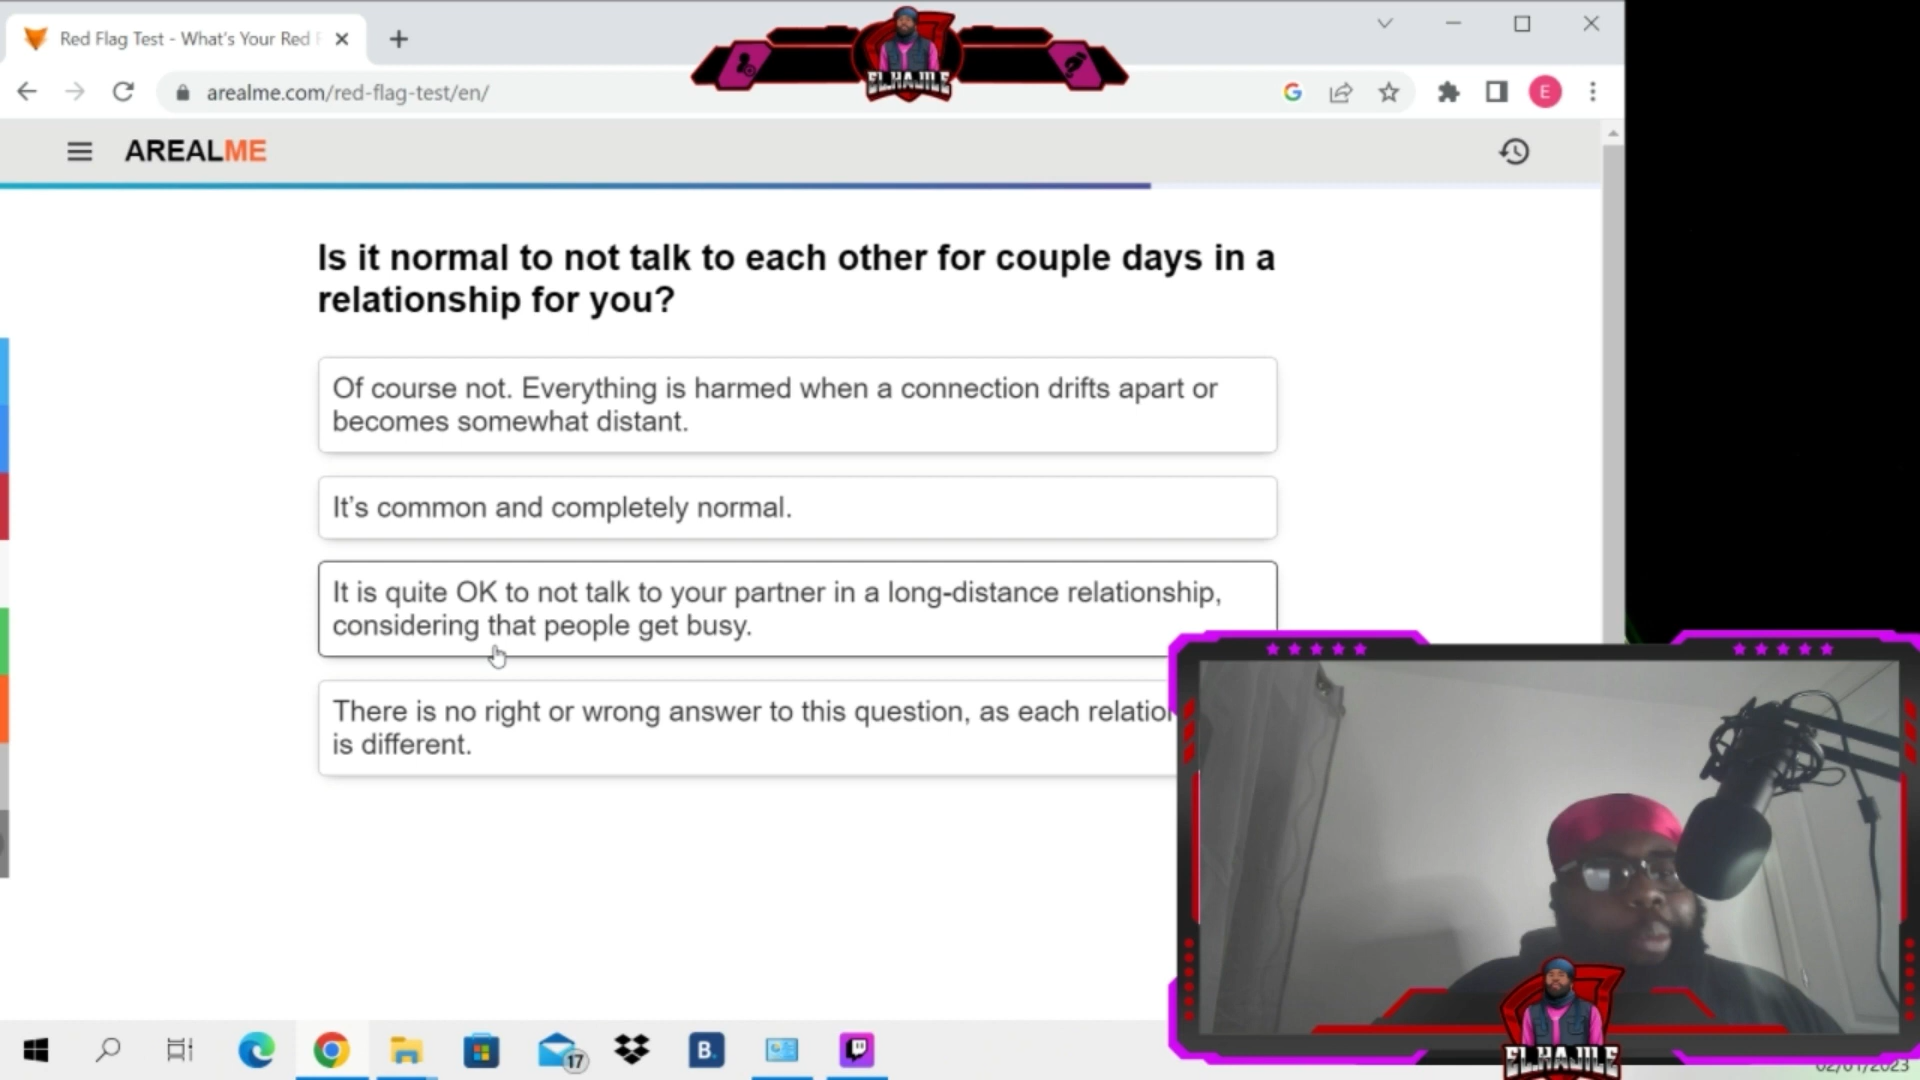 Red Flag Test - What's Your Red
ELHAJILE
arealme.com/red-flag-test/en/
E
AREALME
Is it normal to not talk to each other for couple days in a
relationship for you?
Of course not. Everything is harmed when a connection drifts apart or
becomes somewhat distant.
It's common and completely normal.
It is quite OK to not talk to your partner in a long-distance relationship,
considering that people get busy.
There is no right or wrong answer to this question, as each relation
is different.
17
B.
ELHAJILE
02/01/2023